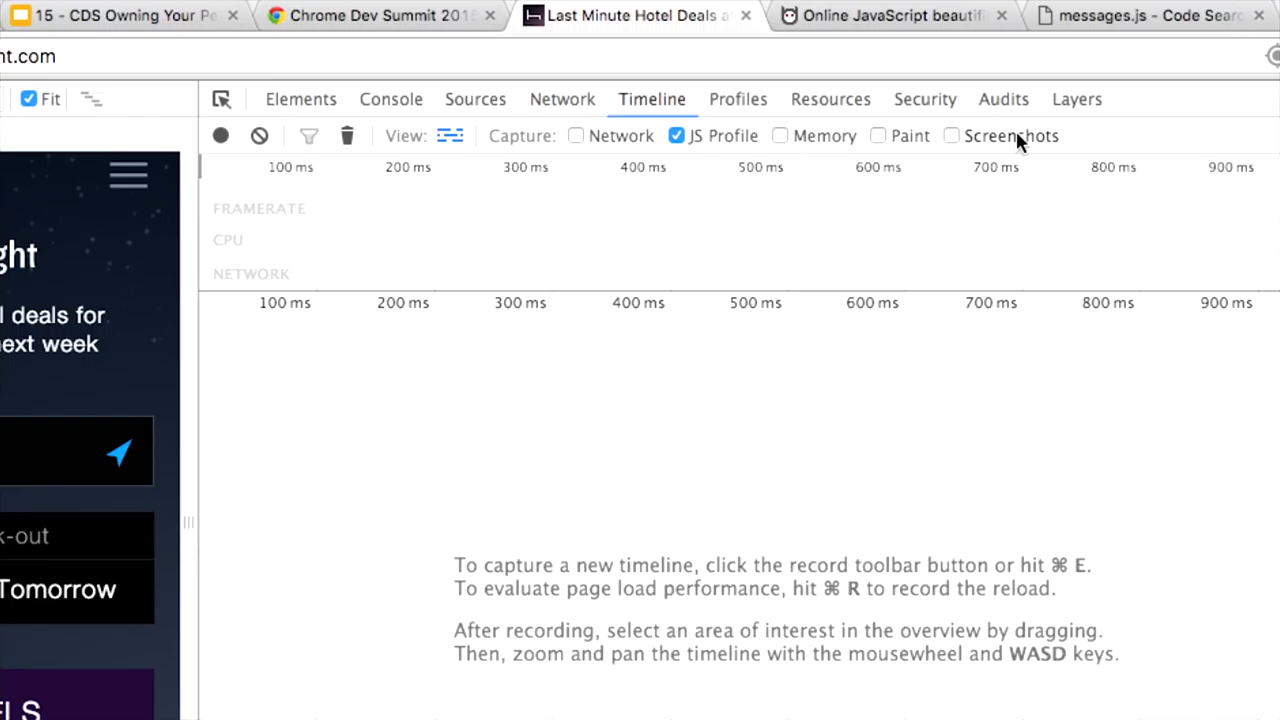 15 - CDS Owning Your Pe
Chrome Dev Summit 2015
Last Minute Hotel Deals a
Online JavaScript beautif
messages.js - Code Searc
ht.com
Fit
Elements Console Sources Network Timeline Profiles Resources Security Audits Layers
View: Capture: Network JS Profile Memory Paint Screenshots
100 ms 200 ms 300 ms 400 ms 500 ms 600 ms 700 ms 800 ms 900 ms
FRAMERATE
CPU
NETWORK
100 ms 200 ms 300 ms 400 ms 500 ms 600 ms 700 ms 800 ms 900 ms
ght
l deals for
ext week
k-out
Tomorrow
ELS
To capture a new timeline, click the record toolbar button or hit ⌘ E.
To evaluate page load performance, hit ⌘ R to record the reload.
After recording, select an area of interest in the overview by dragging.
Then, zoom and pan the timeline with the mousewheel and WASD keys.